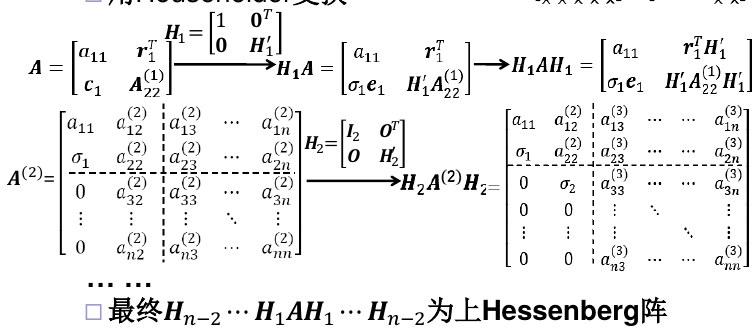 用Householder变换
H₁=[1 0ᵀ; 0 H₁′]
A = [a₁₁ r₁ᵀ; c₁ A₂₂⁽¹⁾] → H₁A = [a₁₁ r₁ᵀ; σ₁e₁ H₁′A₂₂⁽¹⁾] → H₁AH₁ = [a₁₁ r₁ᵀH₁′; σ₁e₁ H₁′A₂₂⁽¹⁾H₁′]
A⁽²⁾= [a₁₁ a₁₂⁽²⁾ a₁₃⁽²⁾ ⋯ a₁ₙ⁽²⁾; σ₁ a₂₂⁽²⁾ a₂₃⁽²⁾ ⋯ a₂ₙ⁽²⁾; 0 a₃₂⁽²⁾ a₃₃⁽²⁾ ⋯ a₃ₙ⁽²⁾; ⋮ ⋮ ⋮ ⋱ ⋮; 0 aₙ₂⁽²⁾ aₙ₃⁽²⁾ ⋯ aₙₙ⁽²⁾] H₂=[I₂ Oᵀ; O H₂′] → H₂A⁽²⁾H₂= [a₁₁ a₁₂⁽²⁾ a₁₃⁽³⁾ ⋯ ⋯ a₁ₙ⁽³⁾; σ₁ a₂₂⁽²⁾ a₂₃⁽³⁾ ⋯ ⋯ a₂ₙ⁽³⁾; 0 σ₂ a₃₃⁽³⁾ ⋯ ⋯ a₃ₙ⁽³⁾; 0 0 ⋮ ⋱ ⋮; ⋮ ⋮ ⋮ ⋱ ⋮; 0 0 aₙ₃⁽³⁾ ⋯ ⋯ aₙₙ⁽³⁾]
… …
最终Hₙ₋₂ ⋯ H₁AH₁ ⋯ Hₙ₋₂为上Hessenberg阵